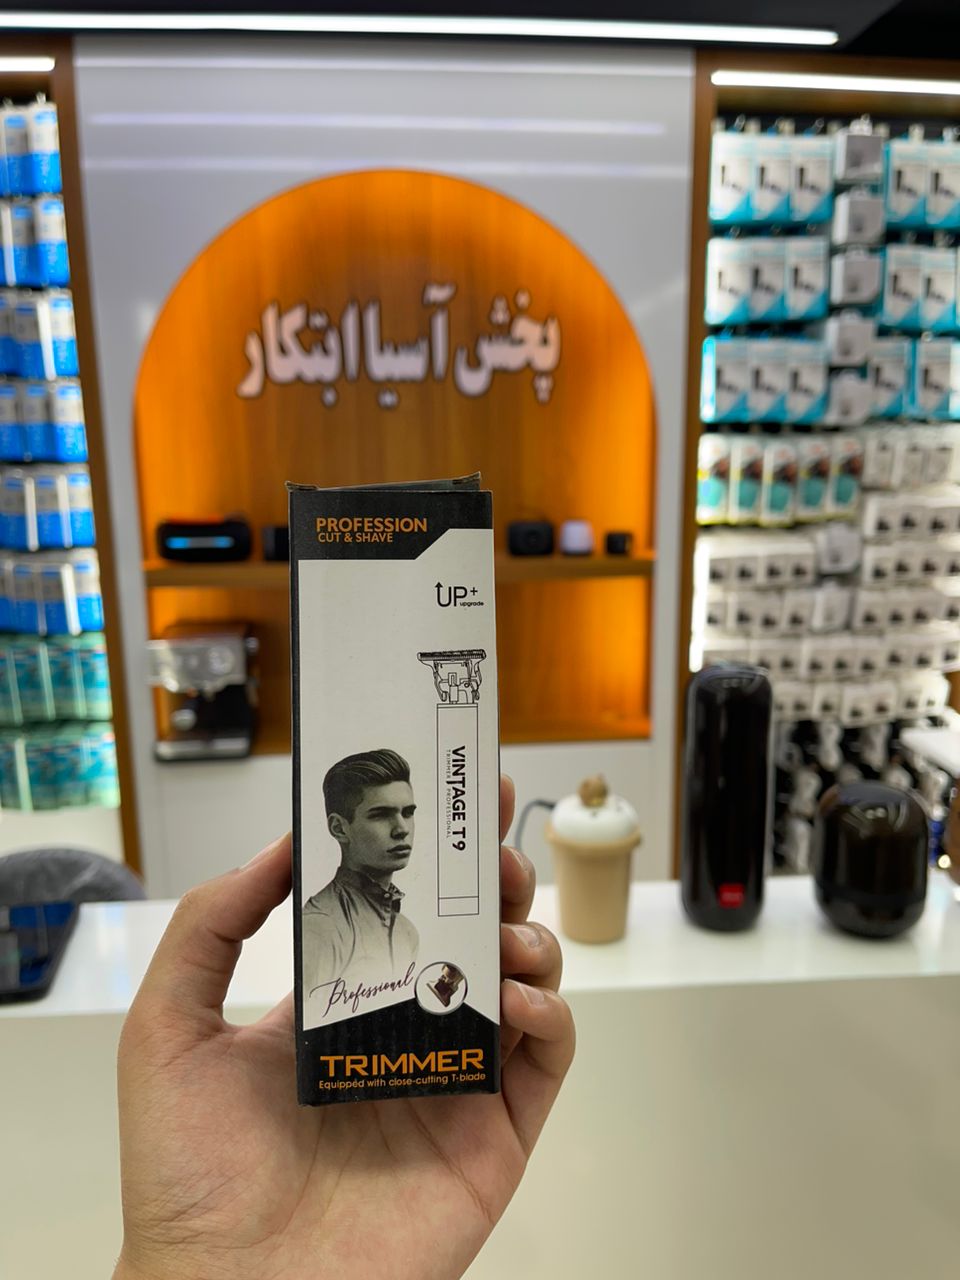 پخش آسیا ابتکار
PROFESSION
CUT & SHAVE
UP+
upgrade
VINTAGE T9
TRIMMER PROFESSIONAL
Professional
TRIMMER
Equipped with close-cutting T-blade